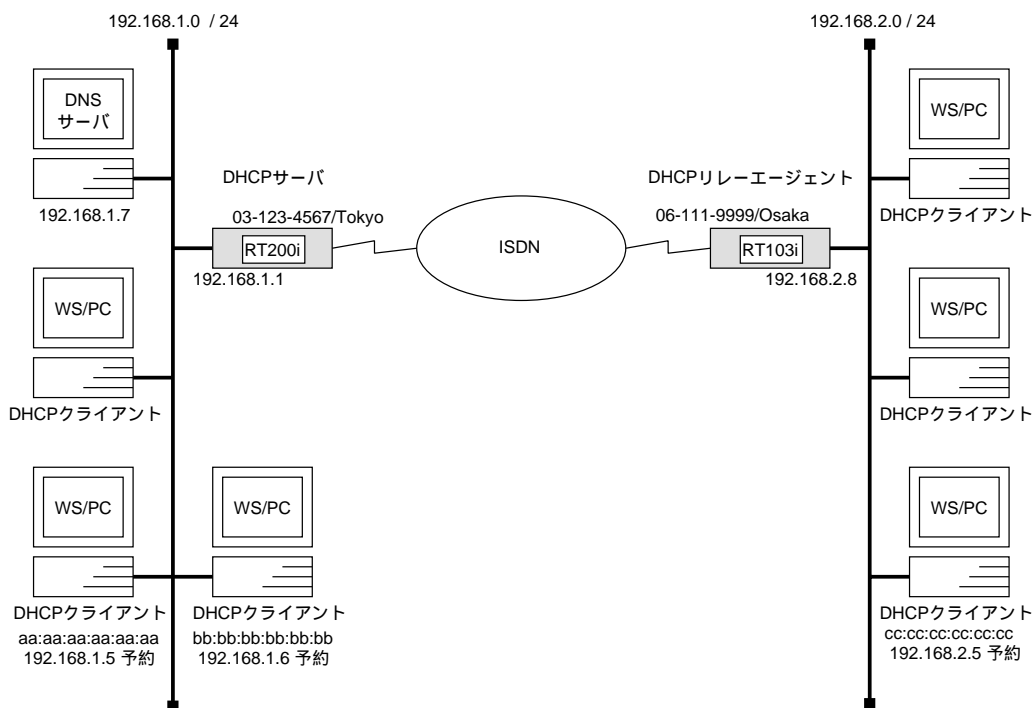 192.168.1.0 / 24
192.168.2.0 / 24
DNS
サーバ
192.168.1.7
WS/PC
DHCPクライアント
DHCPサーバ
DHCPリレーエージェント
03-123-4567/Tokyo
06-111-9999/Osaka
RT200i
ISDN
RT103i
192.168.1.1
192.168.2.8
WS/PC
DHCPクライアント
WS/PC
DHCPクライアント
WS/PC
DHCPクライアント
aa:aa:aa:aa:aa:aa
192.168.1.5 予約
WS/PC
DHCPクライアント
bb:bb:bb:bb:bb:bb
192.168.1.6 予約
WS/PC
DHCPクライアント
cc:cc:cc:cc:cc:cc
192.168.2.5 予約